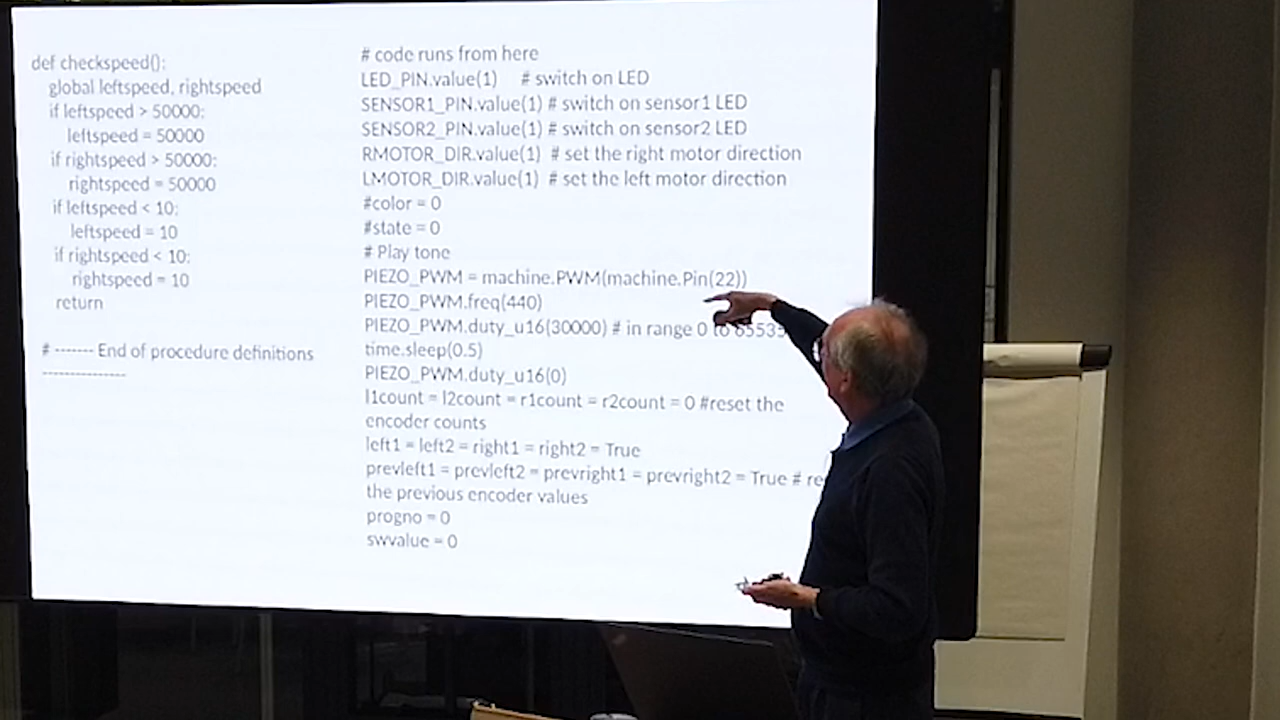 def checkspeed():
global leftspeed, rightspeed
if leftspeed > 50000:
leftspeed = 50000
if rightspeed > 50000:
rightspeed = 50000
if leftspeed < 10:
leftspeed = 10
if rightspeed < 10:
rightspeed = 10
return
# ------- End of procedure definitions
---------------
# code runs from here
LED_PIN.value(1) # switch on LED
SENSOR1_PIN.value(1) # switch on sensor1 LED
SENSOR2_PIN.value(1) # switch on sensor2 LED
RMOTOR_DIR.value(1) # set the right motor direction
LMOTOR_DIR.value(1) # set the left motor direction
#color = 0
#state = 0
# Play tone
PIEZO_PWM = machine.PWM(machine.Pin(22))
PIEZO_PWM.freq(440)
PIEZO_PWM.duty_u16(30000) # in range 0 to 65535
time.sleep(0.5)
PIEZO_PWM.duty_u16(0)
l1count = l2count = r1count = r2count = 0 #reset the
encoder counts
left1 = left2 = right1 = right2 = True
prevleft1 = prevleft2 = prevright1 = prevright2 = True #
the previous encoder values
progno = 0
swvalue = 0